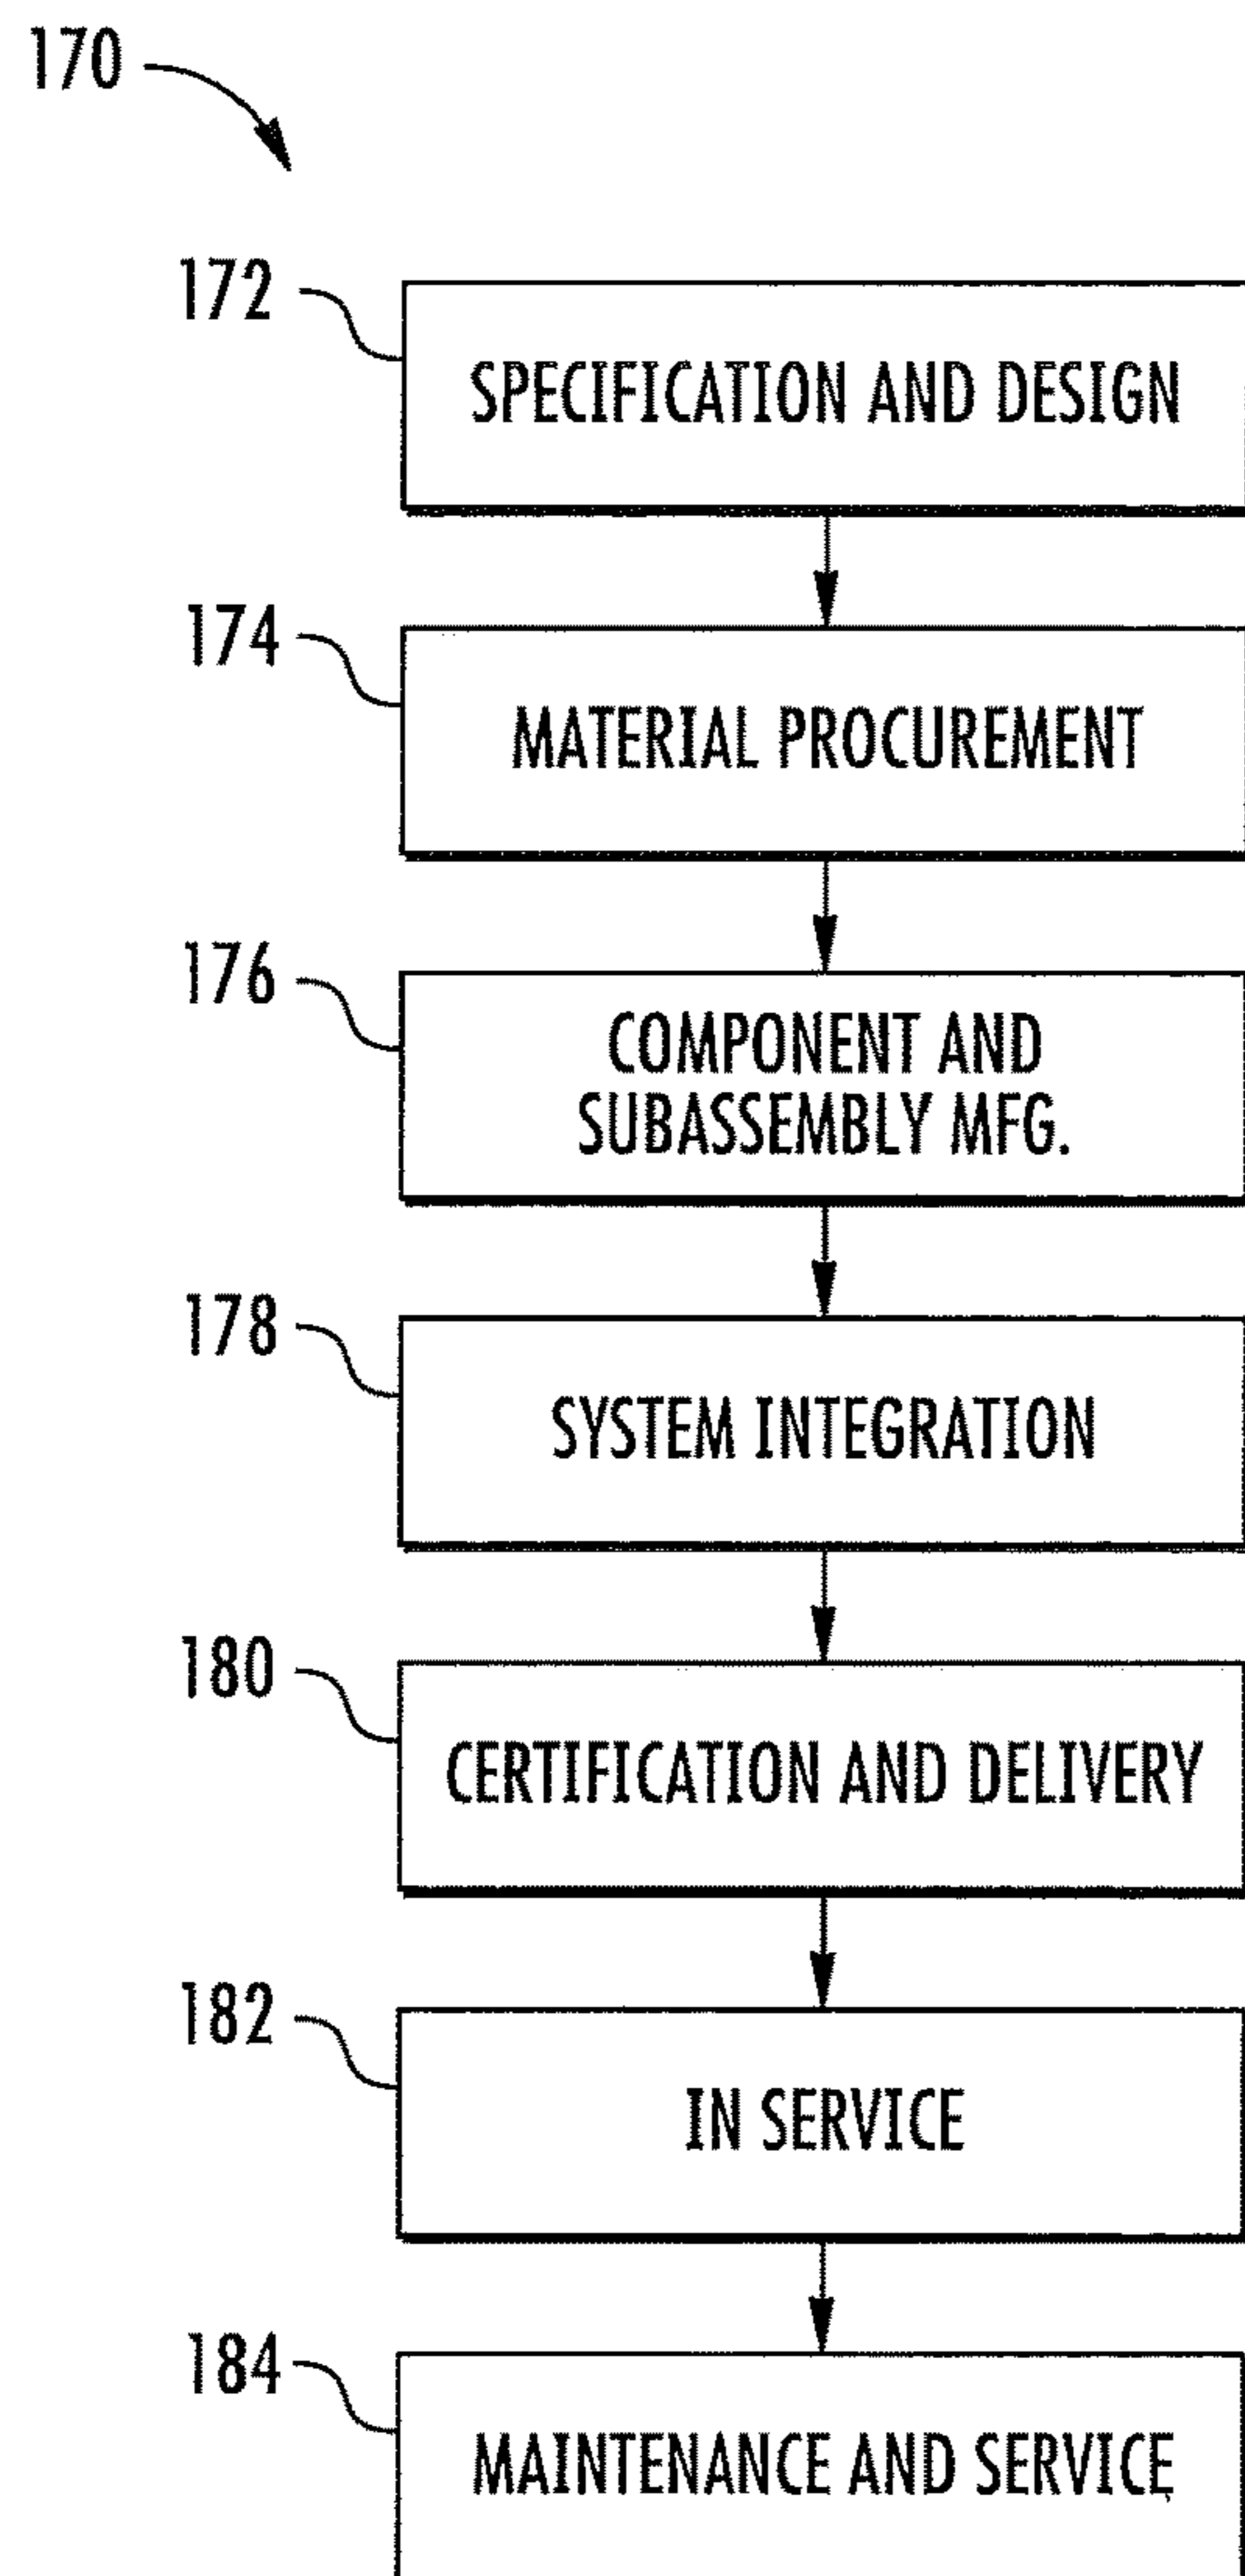 170
172
SPECIFICATION AND DESIGN
174
MATERIAL PROCUREMENT
176
COMPONENT AND
SUBASSEMBLY MFG.
178
SYSTEM INTEGRATION
180
CERTIFICATION AND DELIVERY
182
IN SERVICE
184
MAINTENANCE AND SERVICE